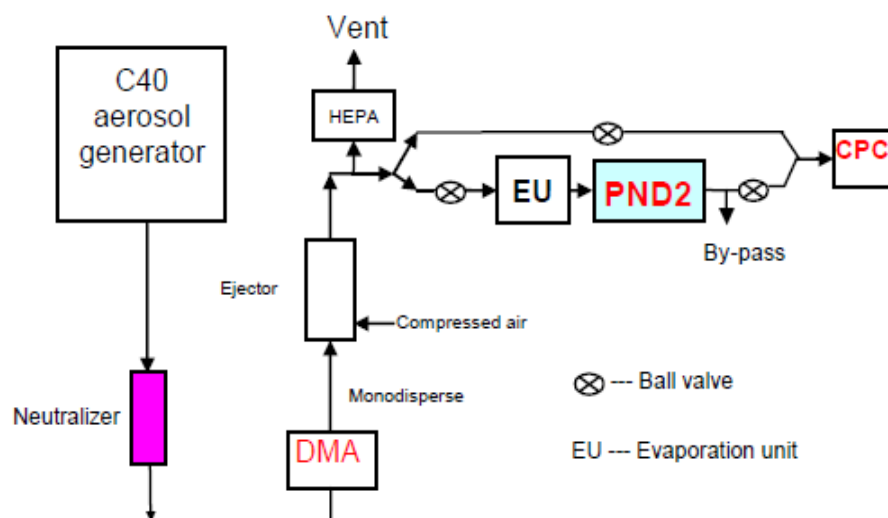 Vent
C40
aerosol
generator
HEPA
CPC
EU
PND2
By-pass
Ejector
Compressed air
Monodisperse
Neutralizer
DMA
--- Ball valve
EU --- Evaporation unit